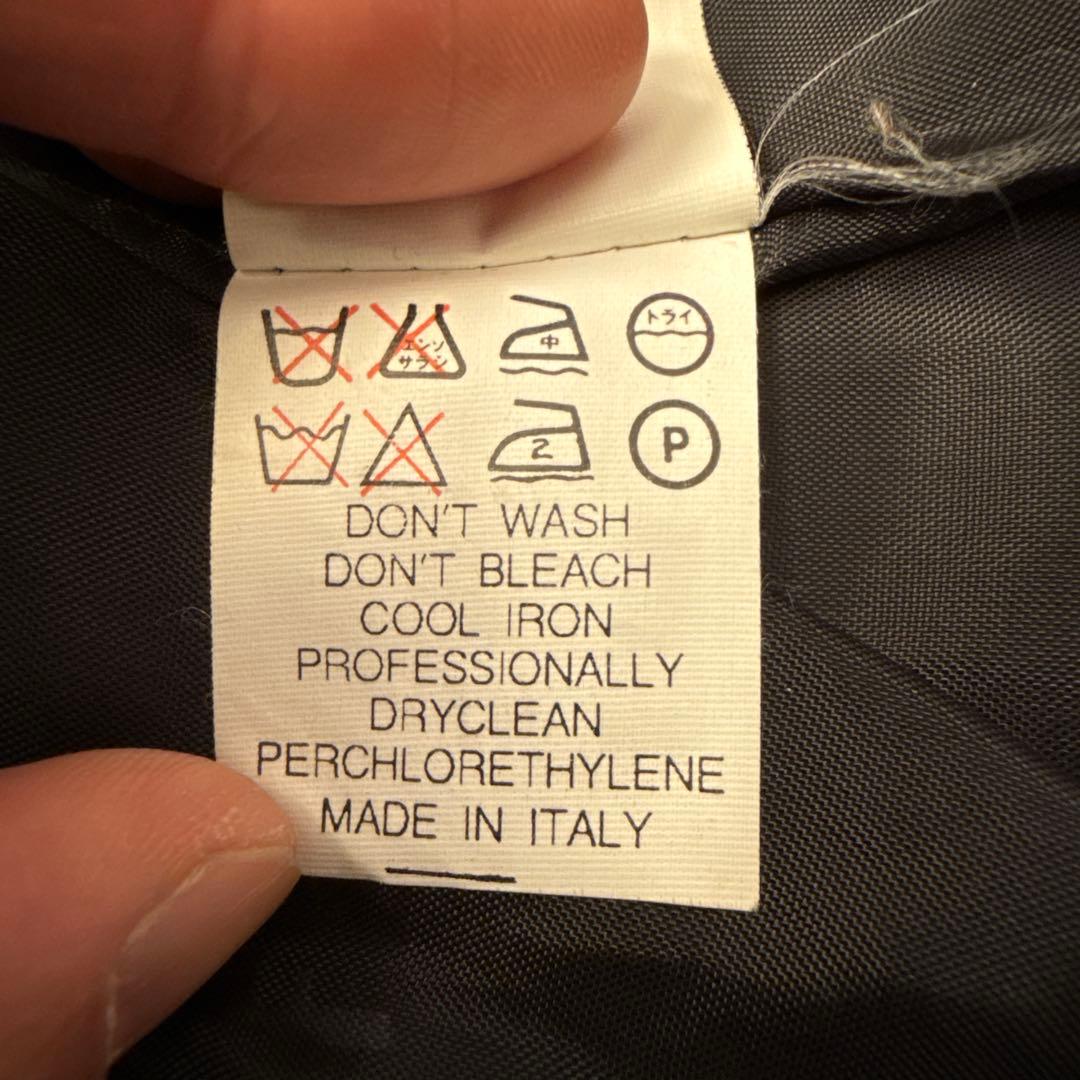 エンソ
サラシ
中
ドライ
2
P
DON'T WASH
DON'T BLEACH
COOL IRON
PROFESSIONALLY
DRYCLEAN
PERCHLORETHYLENE
MADE IN ITALY